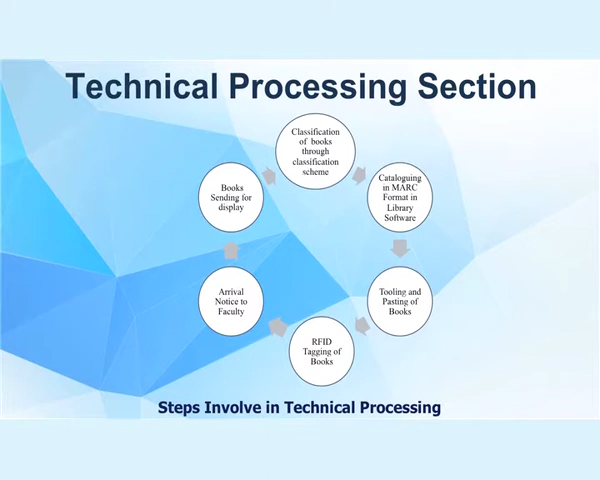 Technical Processing Section
Classification
of books
through
classification
scheme
Cataloguing
in MARC
Format in
Library
Software
Tooling and
Pasting of
Books
RFID
Tagging of
Books
Arrival
Notice to
Faculty
Books
Sending for
display
Steps Involve in Technical Processing